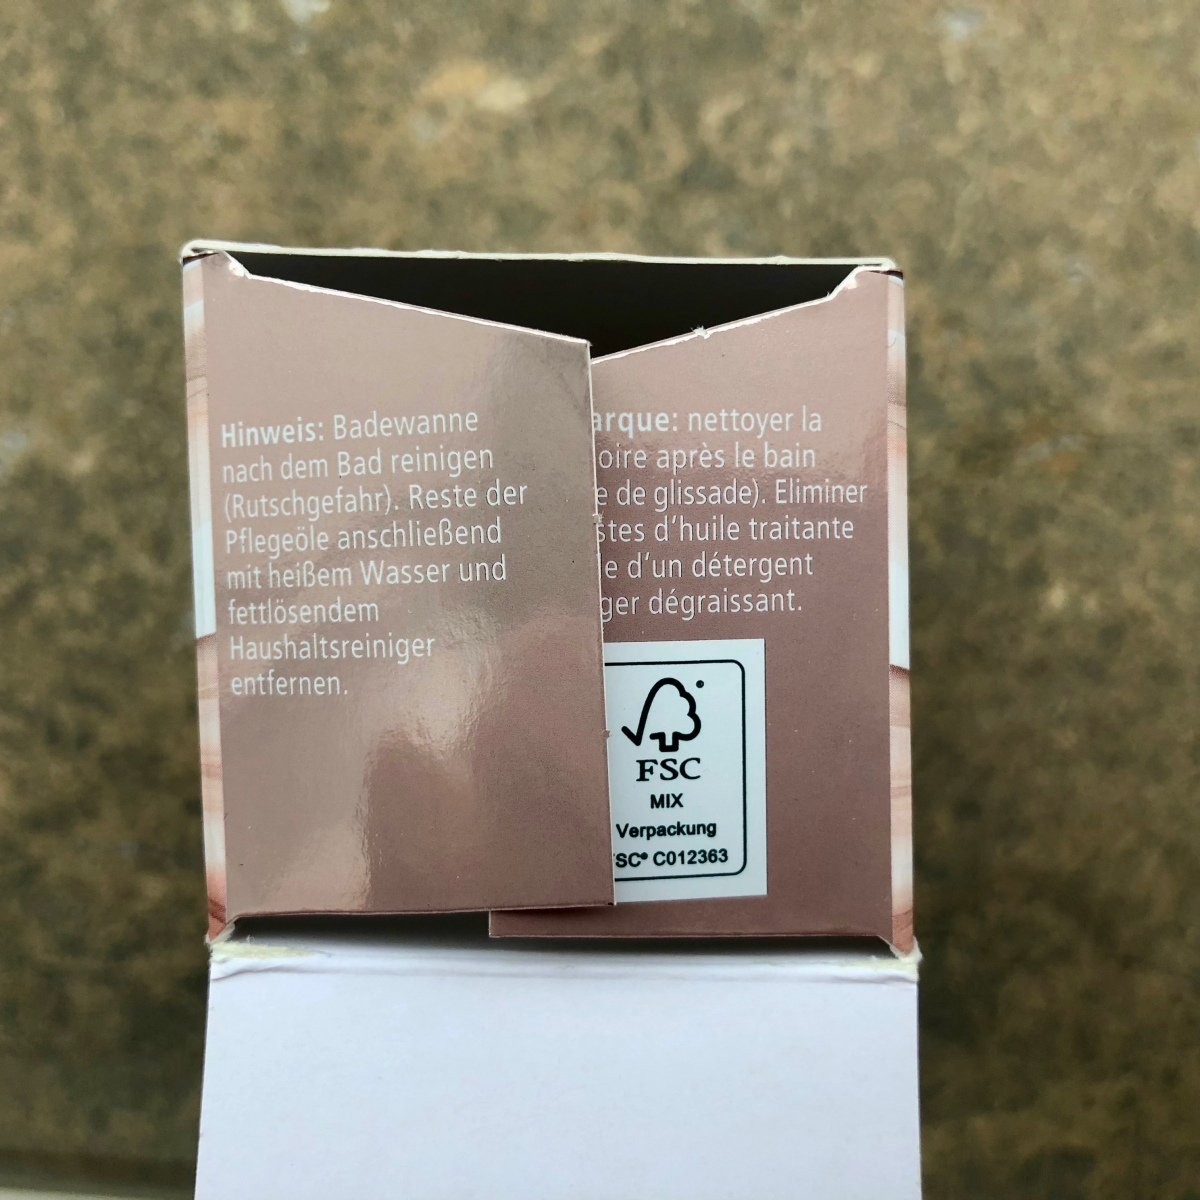 Hinweis: Badewanne
nach dem Bad reinigen
(Rutschgefahr). Reste der
Pflegeöle anschließend
mit heißem Wasser und
fettlösendem
Haushaltsreiniger
entfernen.
arque: nettoyer la
oire après le bain
e de glissade). Eliminer
stes d'huile traitante
e d'un détergent
ger dégraissant.
FSC
MIX
Verpackung
SC® C012363